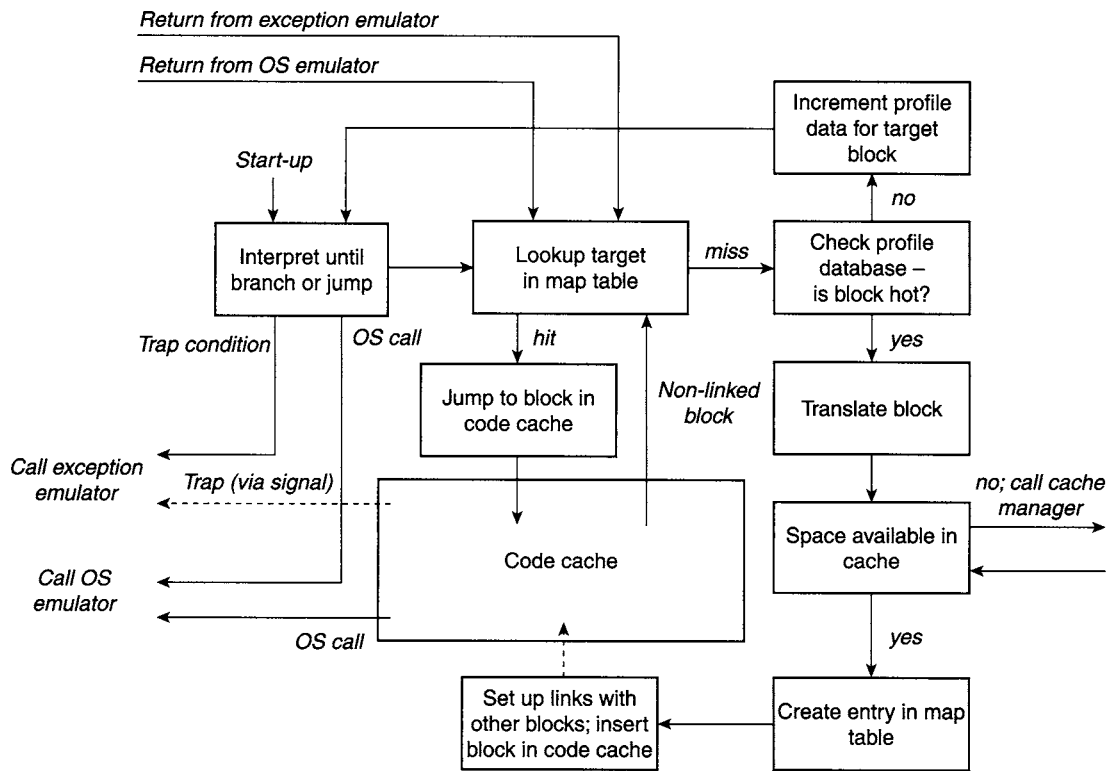 Return from exception emulator
Return from OS emulator
Increment profile
data for target
block
Start-up
no
Interpret until
branch or jump
Lookup target
in map table
miss
Check profile
database –
is block hot?
Trap condition
OS call
hit
yes
Jump to block in
code cache
Non-linked
block
Translate block
Call exception
emulator
Trap (via signal)
no; call cache
manager
Space available in
cache
Code cache
Call OS
emulator
OS call
yes
Set up links with
other blocks; insert
block in code cache
Create entry in map
table